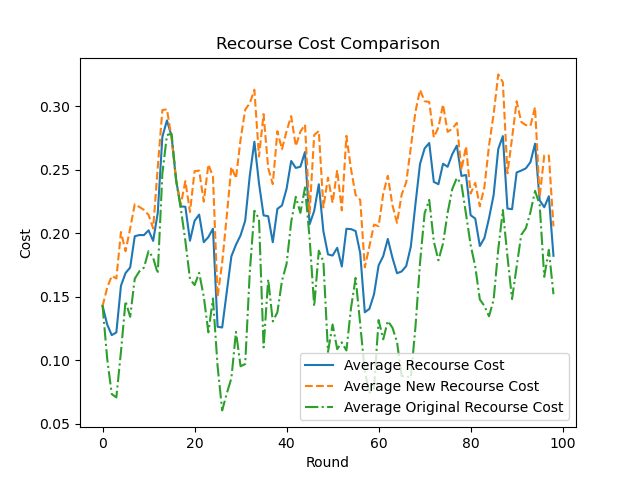 Recourse Cost Comparison
0.30
0.25
0.20
0.15
0.10
0.05
Cost
0 20 40 60 80 100
Round
Average Recourse Cost
Average New Recourse Cost
Average Original Recourse Cost